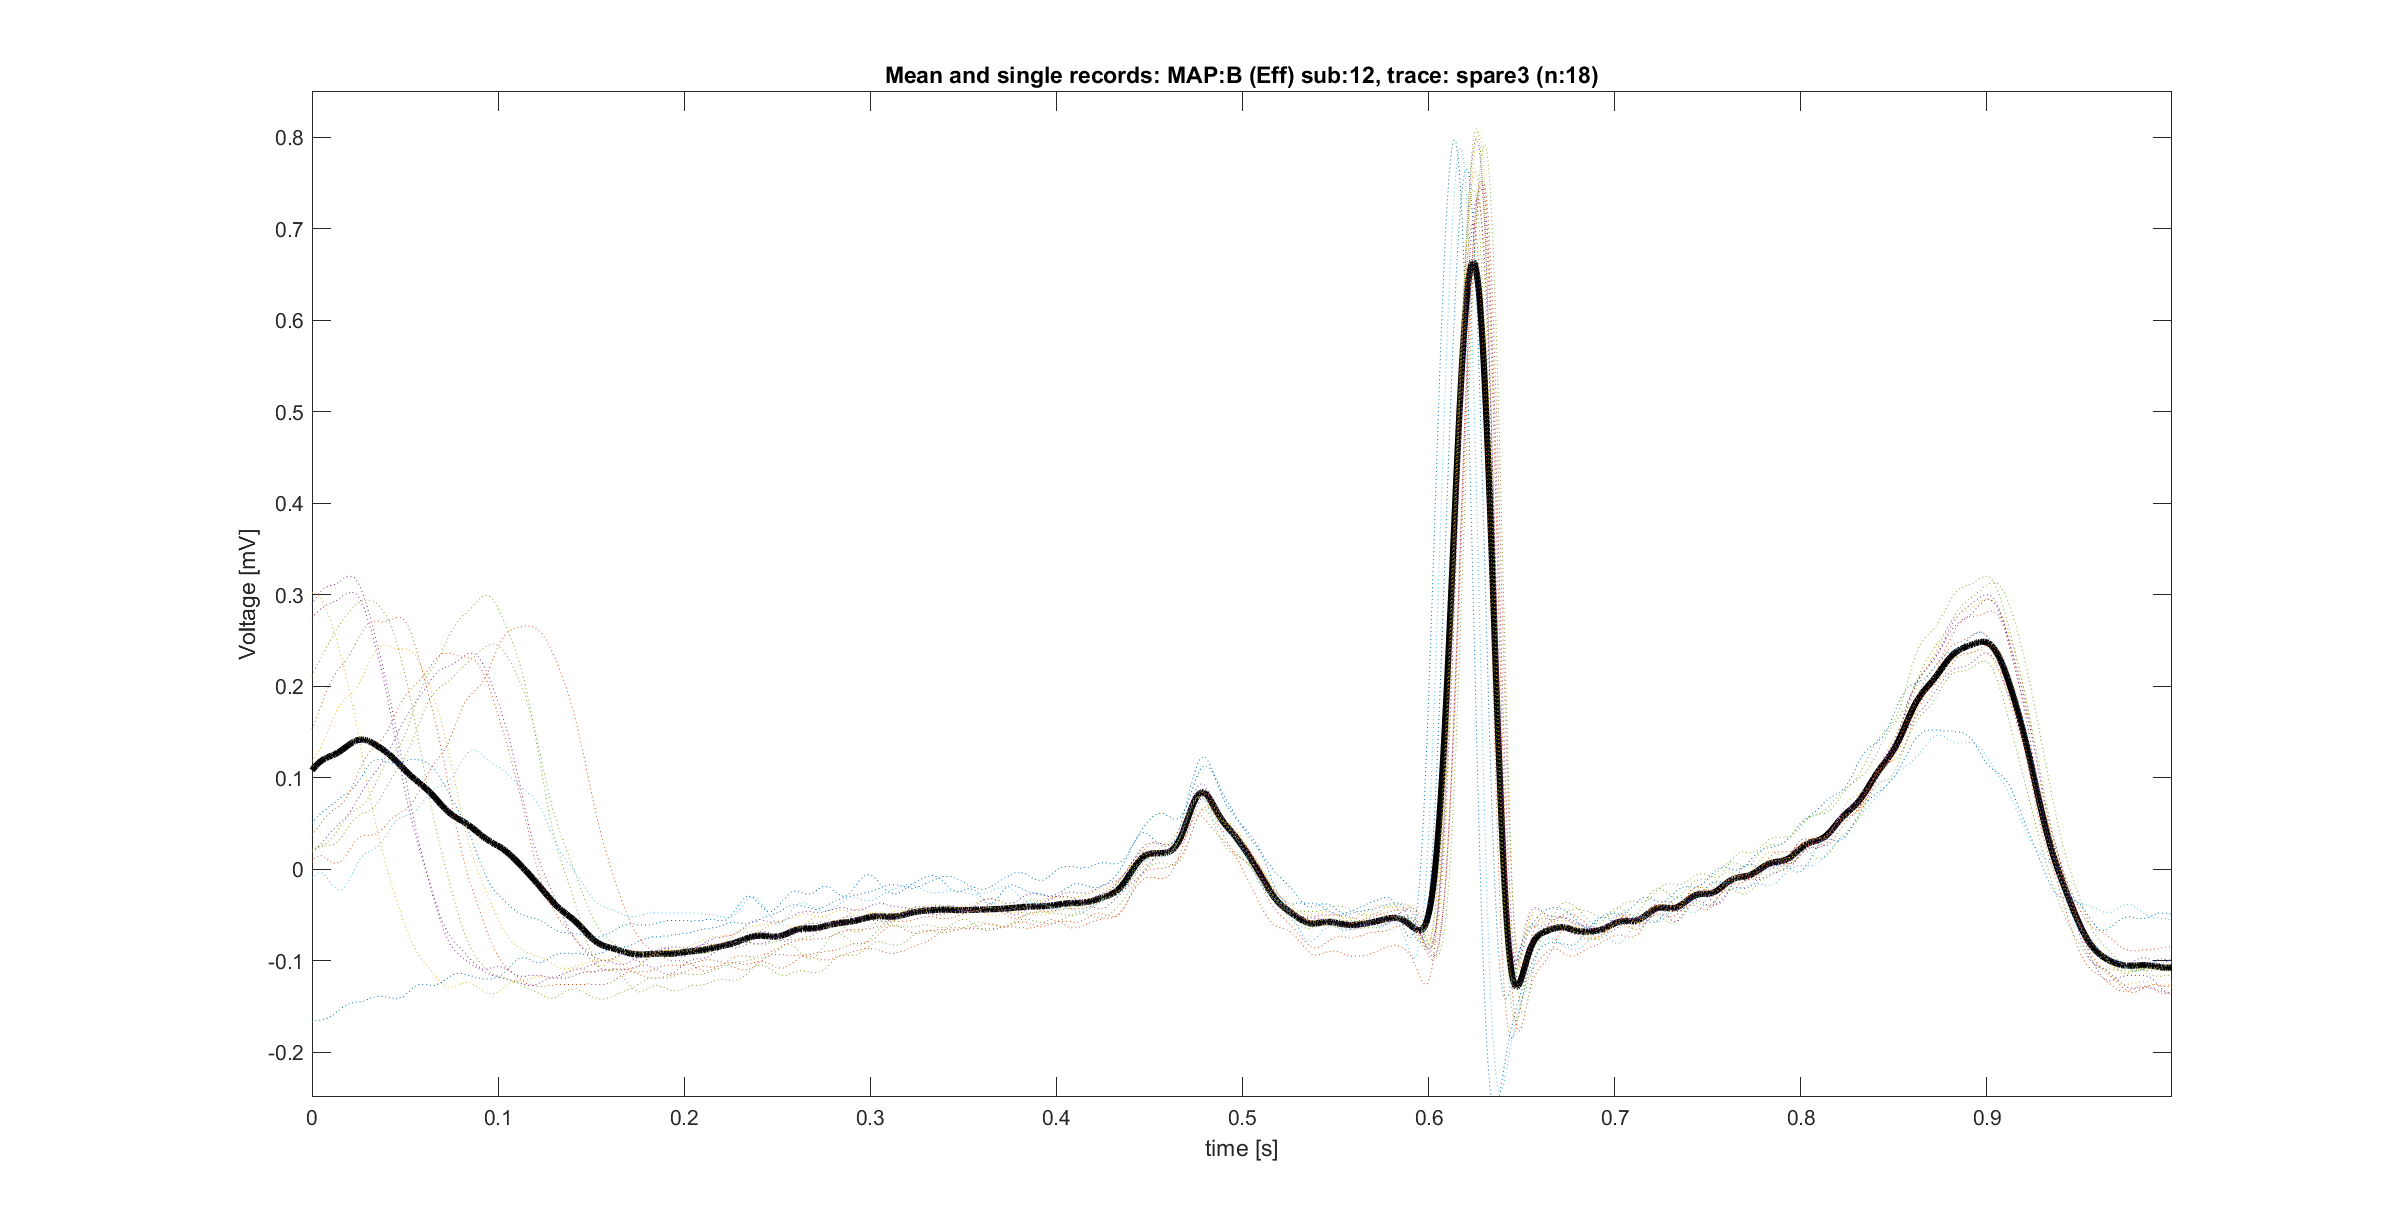 Mean and single records: MAP:B (Eff) sub:12, trace: spare3 (n:18)
0.8
0.7
0.6
0.5
0.4
0.3
0.2
0.1
0
-0.1
-0.2
Voltage [mV]
0 0.1 0.2 0.3 0.4 0.5 0.6 0.7 0.8 0.9
time [s]